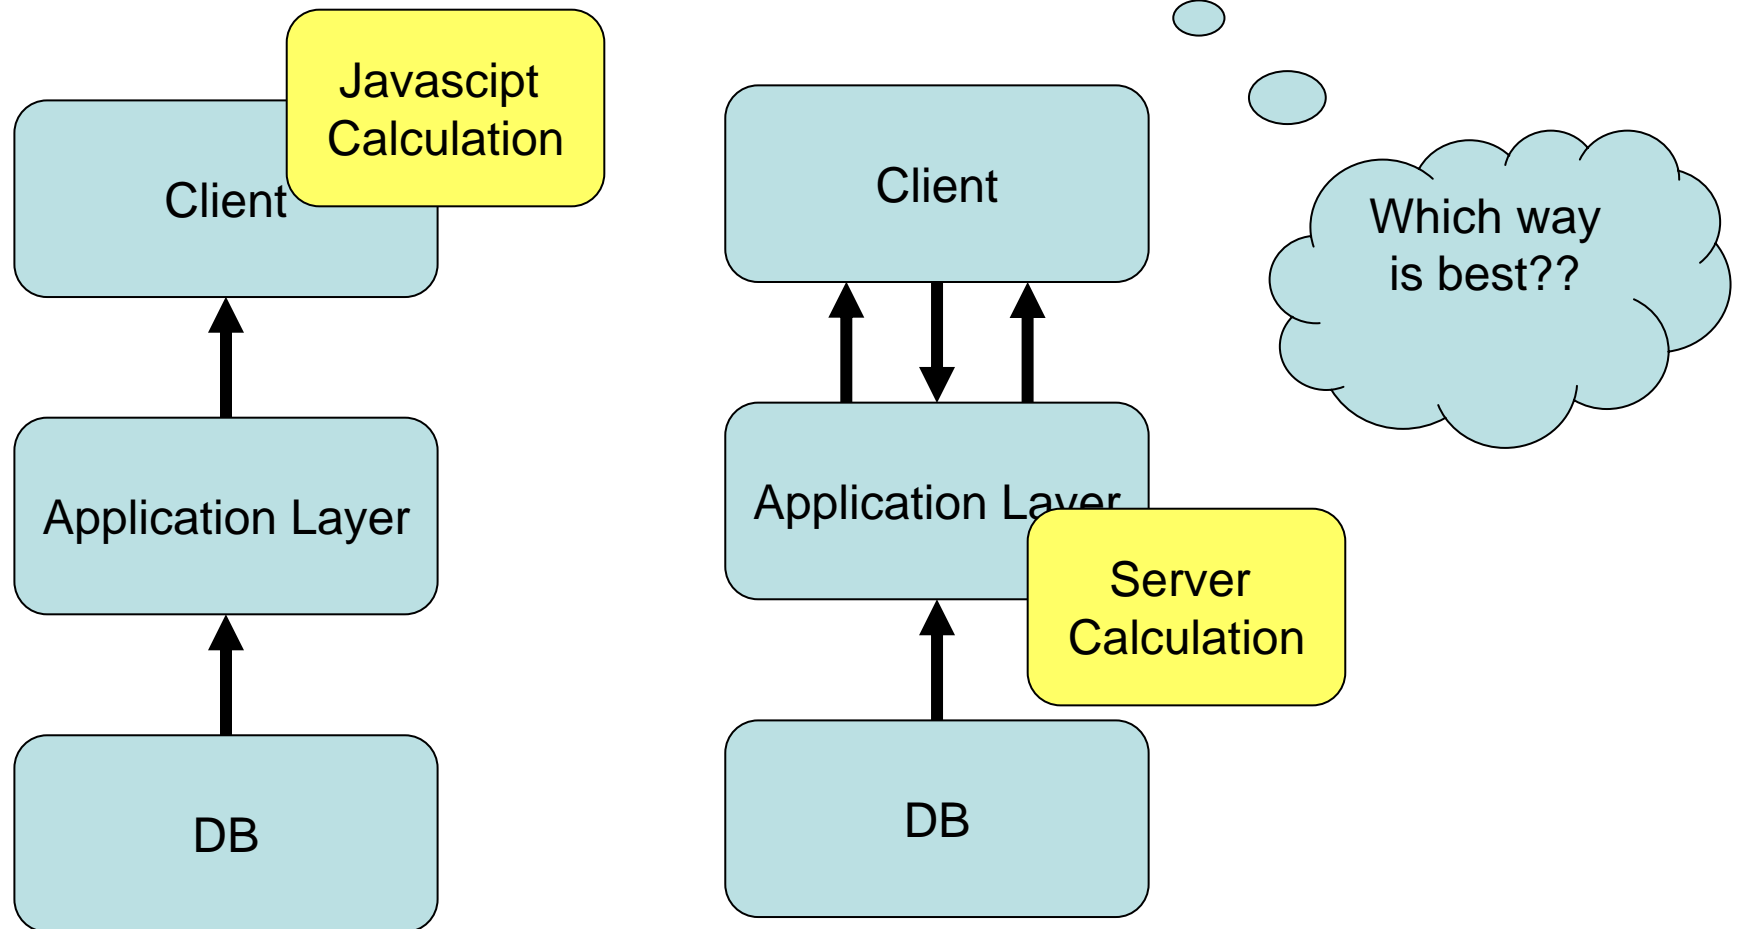 Javascipt
Calculation
Client
Application Layer
DB
Client
Application Layer
Server
Calculation
DB
Which way
is best??